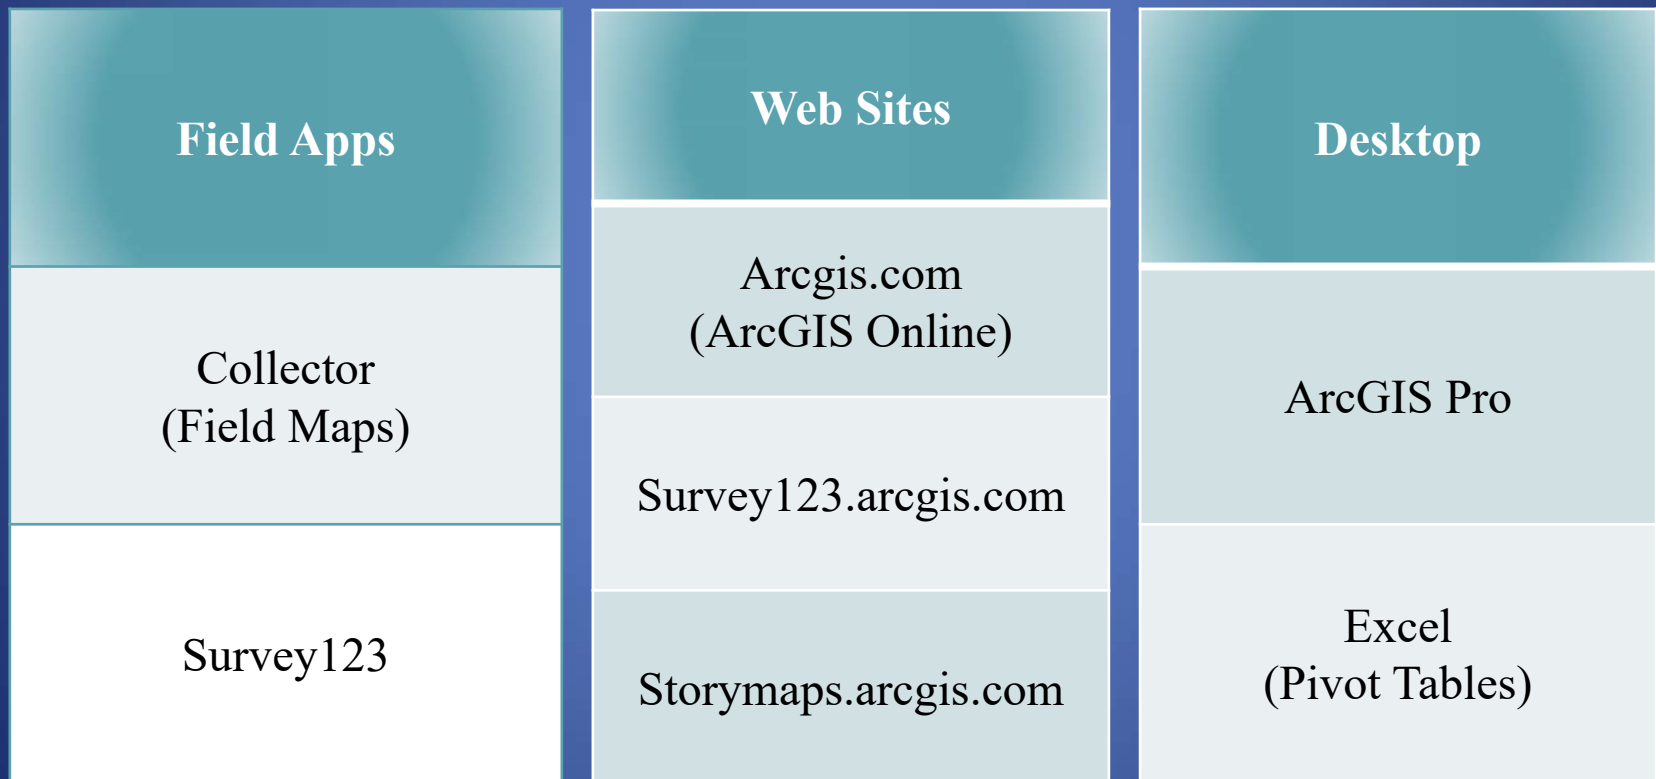 Field Apps
Collector
(Field Maps)
Survey123
Web Sites
Arcgis.com
(ArcGIS Online)
Survey123.arcgis.com
Storymaps.arcgis.com
Desktop
ArcGIS Pro
Excel
(Pivot Tables)